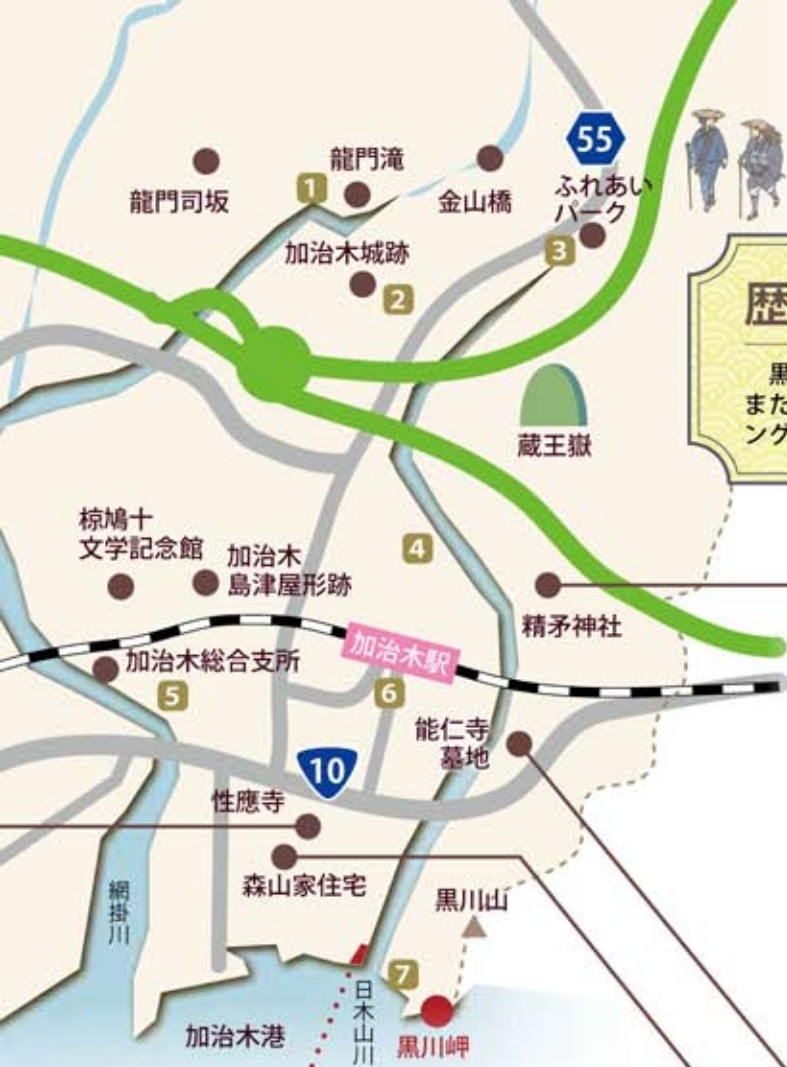 55
龍門滝
1
龍門司坂
金山橋
ふれあい
パーク
加治木城跡
3
2
歴
黒
また
ング
蔵王嶽
椋鳩十
文学記念館
加治木
島津屋形跡
4
精矛神社
加治木駅
加治木総合支所
5
6
能仁寺
墓地
10
性應寺
森山家住宅
網掛川
黒川山
7
日木山川
加治木港
黒川岬